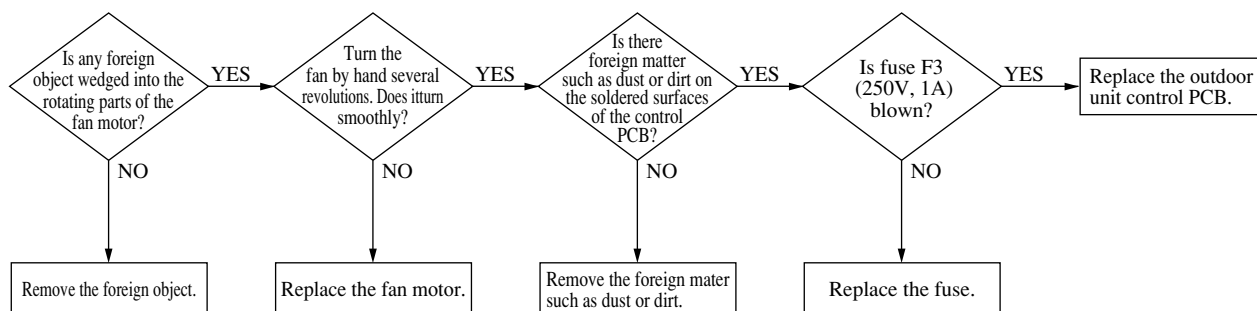 Is any foreign
object wedged into the
rotating parts of the
fan motor?
YES
NO
Remove the foreign object.
Turn the
fan by hand several
revolutions. Does itturn
smoothly?
YES
NO
Replace the fan motor.
Is there
foreign matter
such as dust or dirt on
the soldered surfaces
of the control
PCB?
YES
NO
Remove the foreign mater
such as dust or dirt.
Is fuse F3
(250V, 1A)
blown?
YES
NO
Replace the fuse.
Replace the outdoor
unit control PCB.